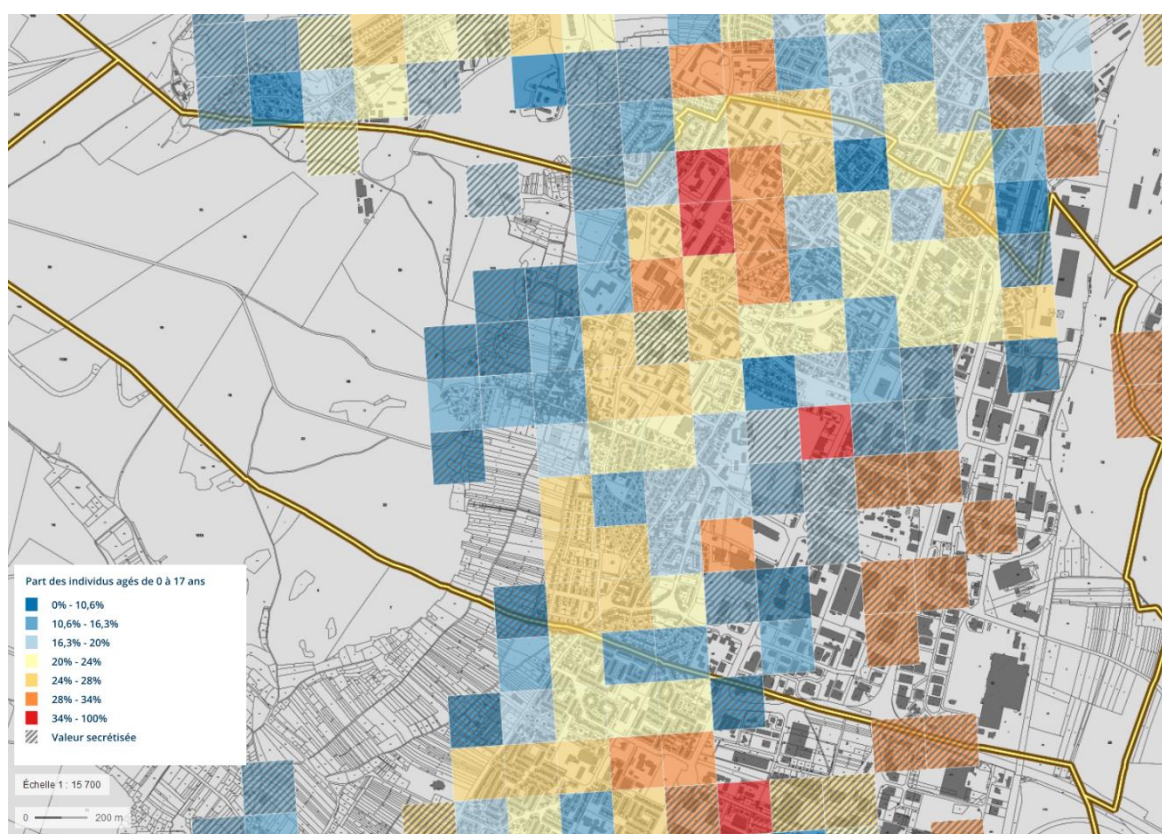 Part des individus agés de 0 à 17 ans
0% - 10,6%
10,6% - 16,3%
16,3% - 20%
20% - 24%
24% - 28%
28% - 34%
34% - 100%
Valeur secrétisée
Échelle 1 : 15 700
0 200 m